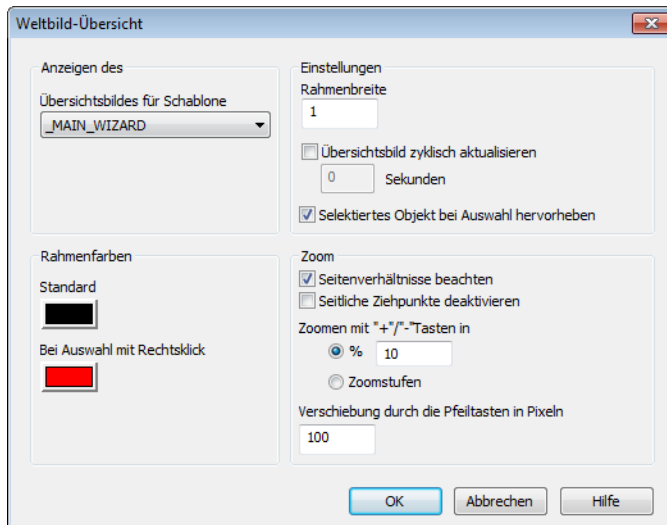 Weltbild-Übersicht
Anzeigen des
Übersichtsbildes für Schablone
_MAIN_WIZARD
Einstellungen
Rahmenbreite
1
Übersichtsbild zyklisch aktualisieren
0 Sekunden
Selektiertes Objekt bei Auswahl hervorheben
Rahmenfarben
Standard
Bei Auswahl mit Rechtsklick
Zoom
Seitenverhältnisse beachten
Seitliche Ziehpunkte deaktivieren
Zoomen mit "+"/"-"Tasten in
% 10
Zoomstufen
Verschiebung durch die Pfeiltasten in Pixeln
100
OK Abbrechen Hilfe